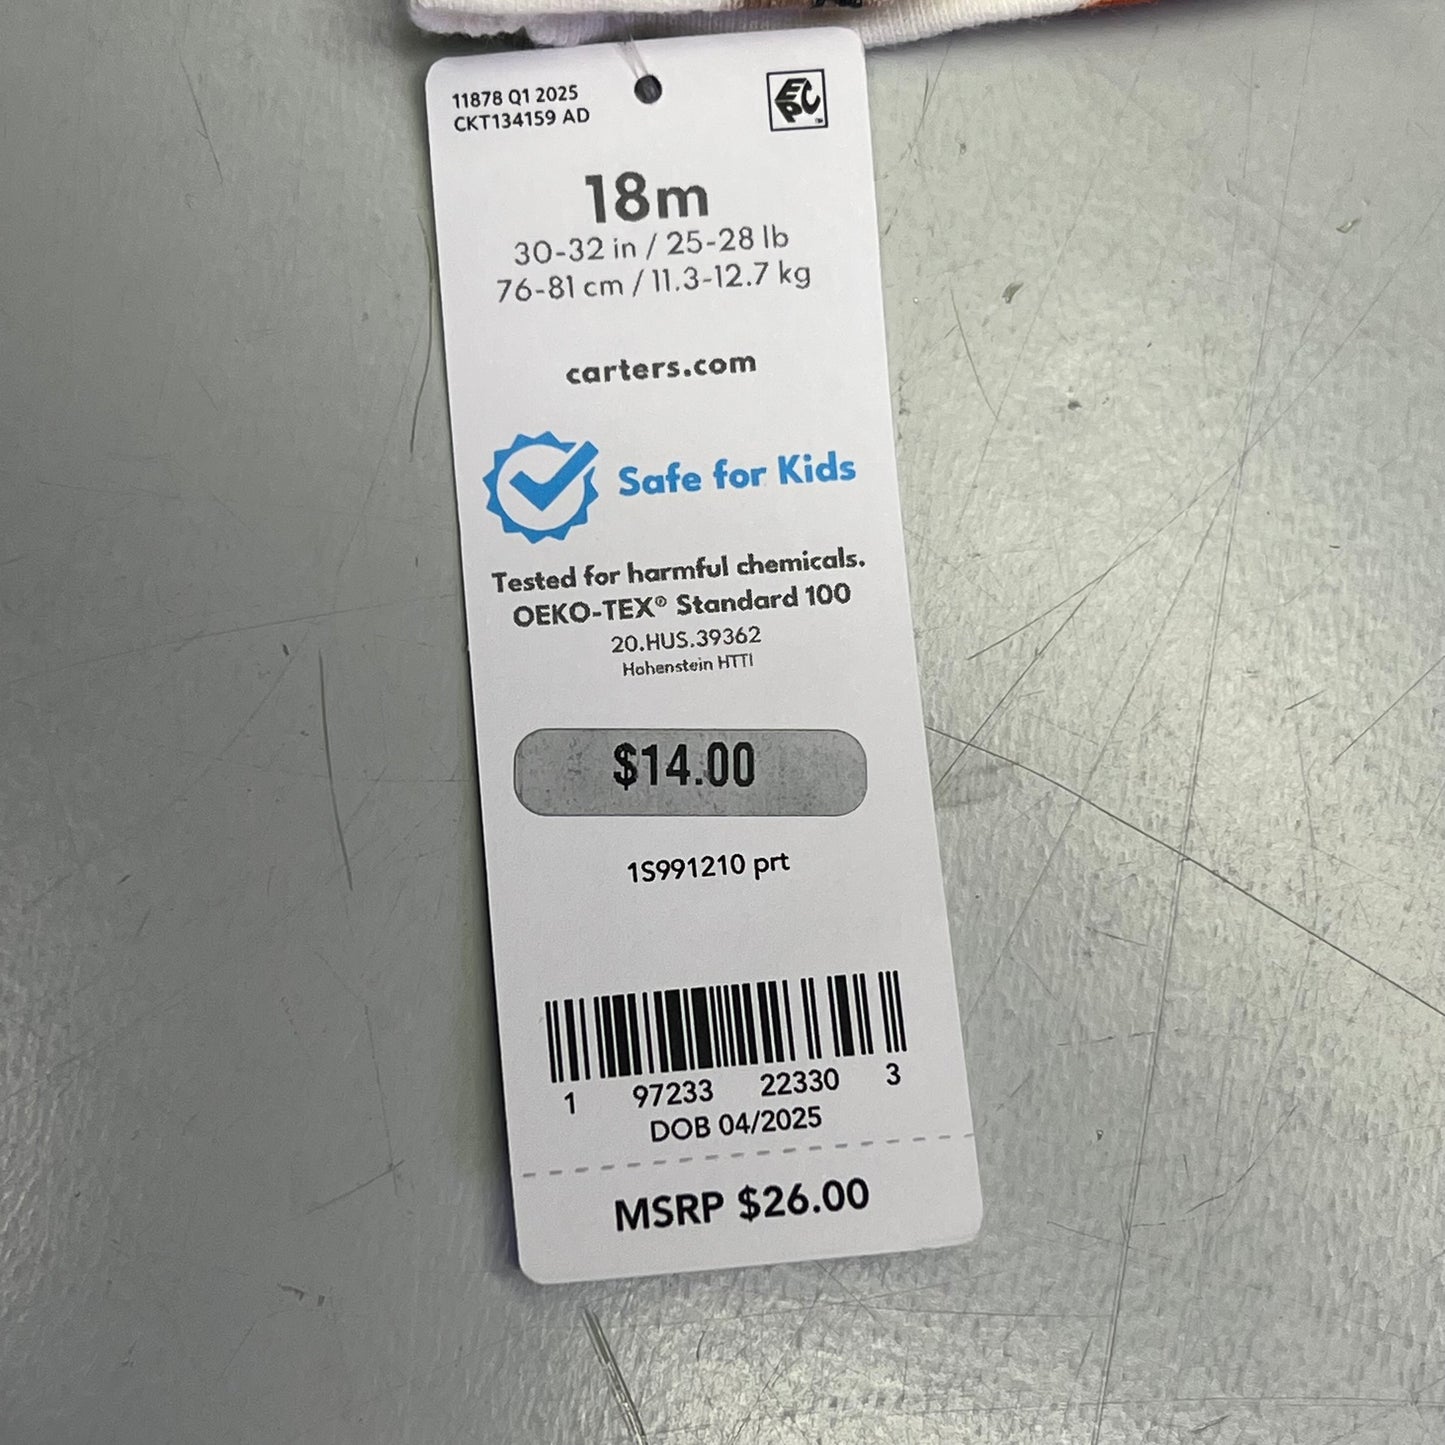 11878 Q1 2025
CKT134159 AD
EPC
18m
30-32 in / 25-28 lb
76-81 cm / 11.3-12.7 kg
carters.com
Safe for Kids
Tested for harmful chemicals.
OEKO-TEX® Standard 100
20.HUS.39362
Hohenstein HTTI
$14.00
1S991210 prt
1 97233 22330 3
DOB 04/2025
MSRP $26.00